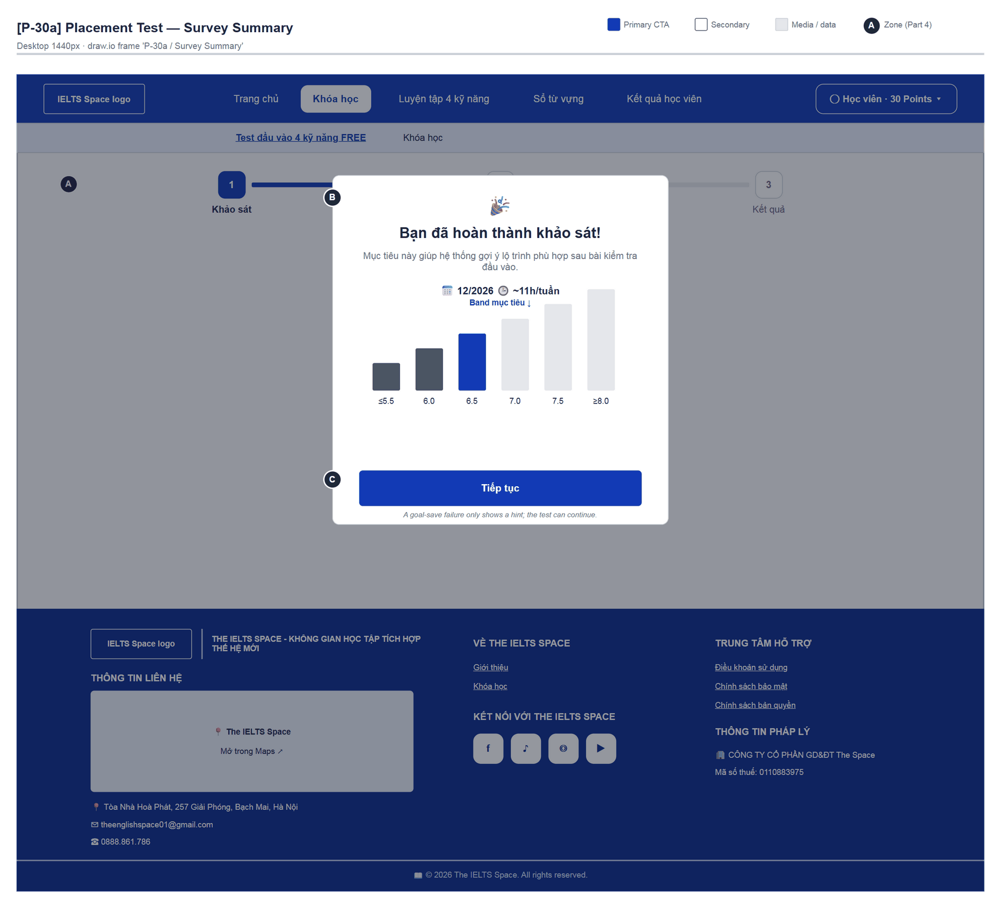 [P-30a] Placement Test — Survey Summary
Desktop 1440px · draw.io frame 'P-30a / Survey Summary'
Primary CTA
Secondary
Media / data
A Zone (Part 4)
IELTS Space logo
Trang chủ
Khóa học
Luyện tập 4 kỹ năng
Sổ từ vựng
Kết quả học viên
Học viên · 30 Points ▾
Test đầu vào 4 kỹ năng FREE
Khóa học
A
1
Khảo sát
3
Kết quả
B
Bạn đã hoàn thành khảo sát!
Mục tiêu này giúp hệ thống gợi ý lộ trình phù hợp sau bài kiểm tra
đầu vào.
12/2026 ~11h/tuần
Band mục tiêu ↓
≤5.5
6.0
6.5
7.0
7.5
≥8.0
C
Tiếp tục
A goal-save failure only shows a hint; the test can continue.
IELTS Space logo
THE IELTS SPACE - KHÔNG GIAN HỌC TẬP TÍCH HỢP
THẾ HỆ MỚI
THÔNG TIN LIÊN HỆ
The IELTS Space
Mở trong Maps ↗
Tòa Nhà Hoà Phát, 257 Giải Phóng, Bạch Mai, Hà Nội
theenglishspace01@gmail.com
0888.861.786
VỀ THE IELTS SPACE
Giới thiệu
Khóa học
KẾT NỐI VỚI THE IELTS SPACE
f
TRUNG TÂM HỖ TRỢ
Điều khoản sử dụng
Chính sách bảo mật
Chính sách bản quyền
THÔNG TIN PHÁP LÝ
CÔNG TY CỔ PHẦN GD&ĐT The Space
Mã số thuế: 0110883975
© 2026 The IELTS Space. All rights reserved.